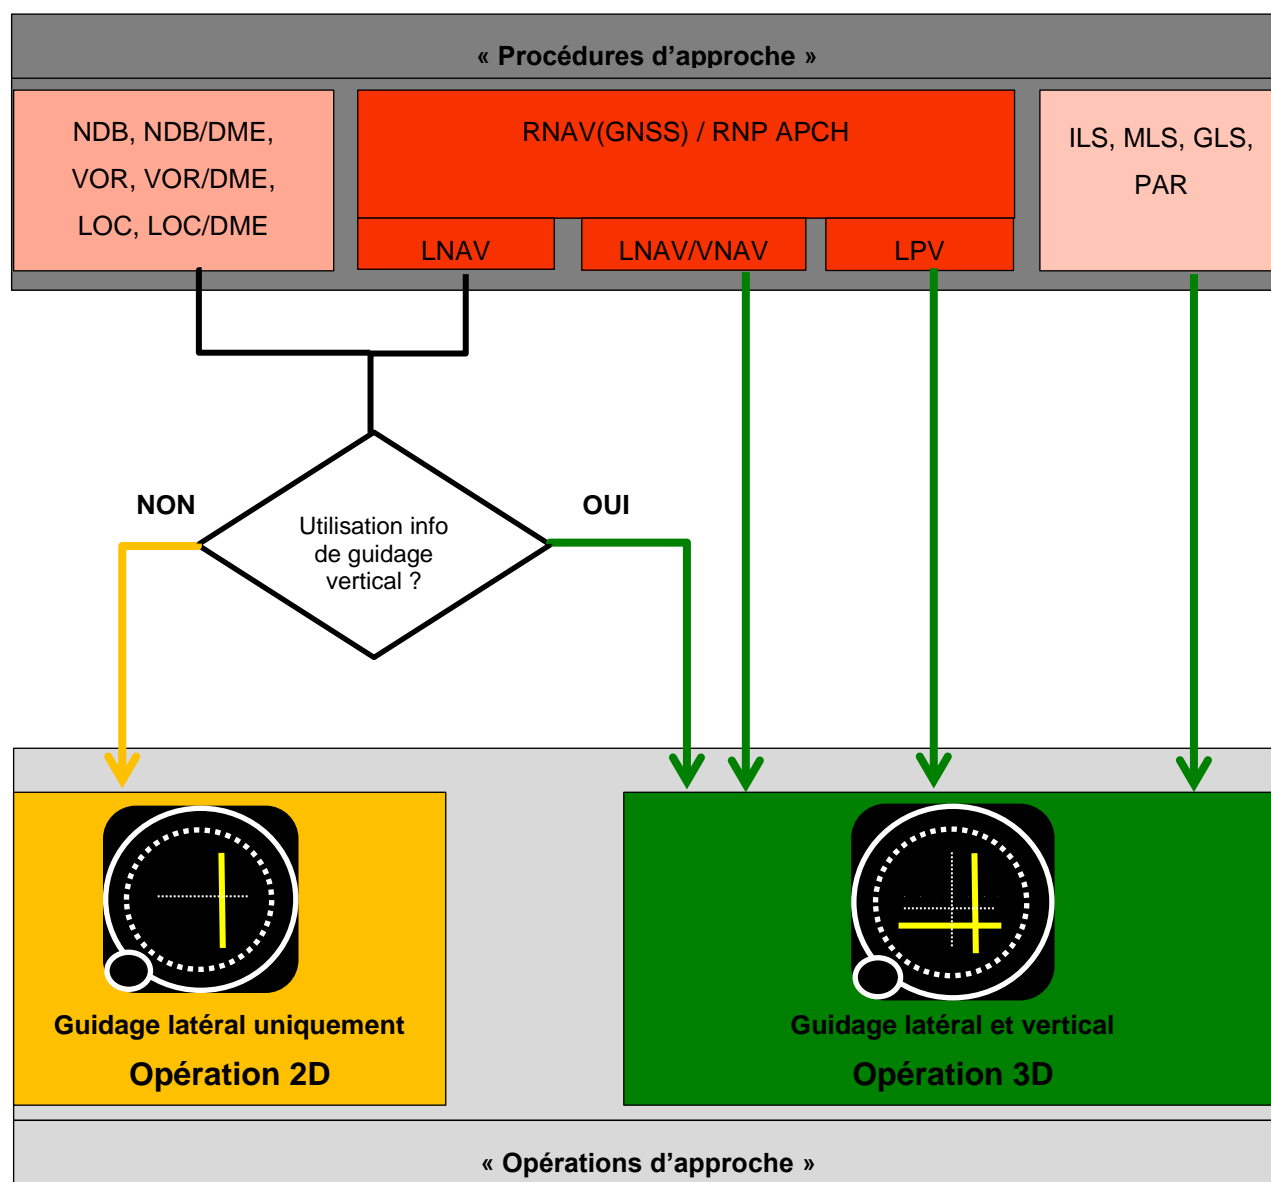 « Procédures d’approche »
NDB, NDB/DME,
VOR, VOR/DME,
LOC, LOC/DME
RNAV(GNSS) / RNP APCH
LNAV
LNAV/VNAV
LPV
ILS, MLS, GLS,
PAR
NON
OUI
Utilisation info
de guidage
vertical ?
Guidage latéral uniquement
Opération 2D
Guidage latéral et vertical
Opération 3D
« Opérations d’approche »